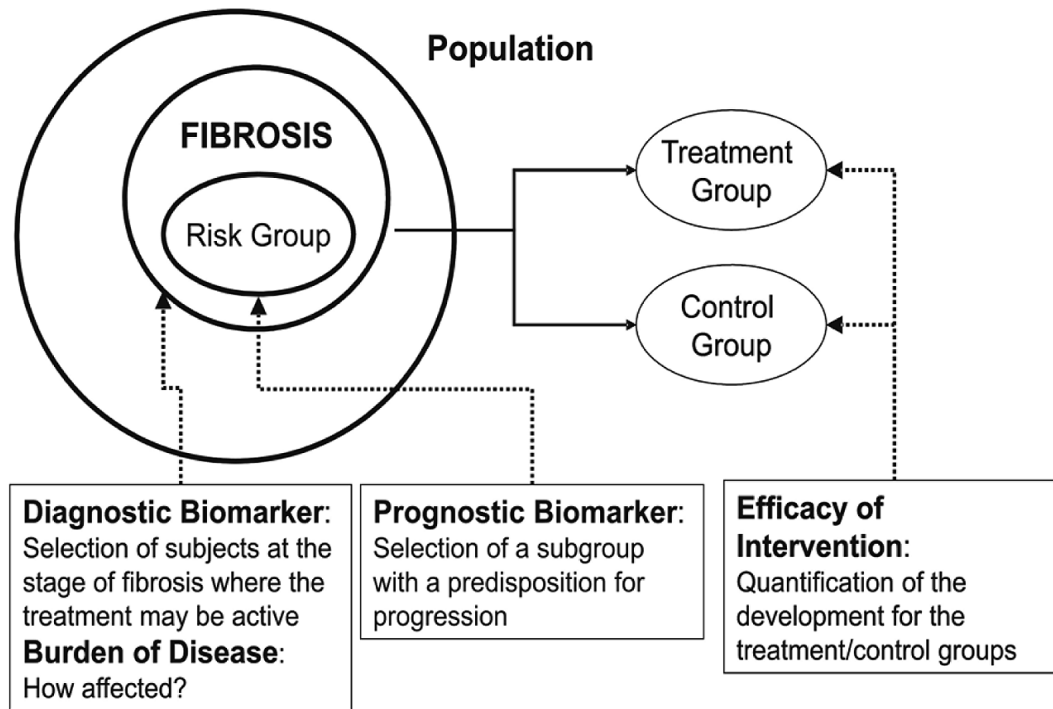 Population
FIBROSIS
Risk Group
Treatment
Group
Control
Group
Diagnostic Biomarker:
Selection of subjects at the
stage of fibrosis where the
treatment may be active
Burden of Disease:
How affected?
Prognostic Biomarker:
Selection of a subgroup
with a predisposition for
progression
Efficacy of
Intervention:
Quantification of the
development for the
treatment/control groups